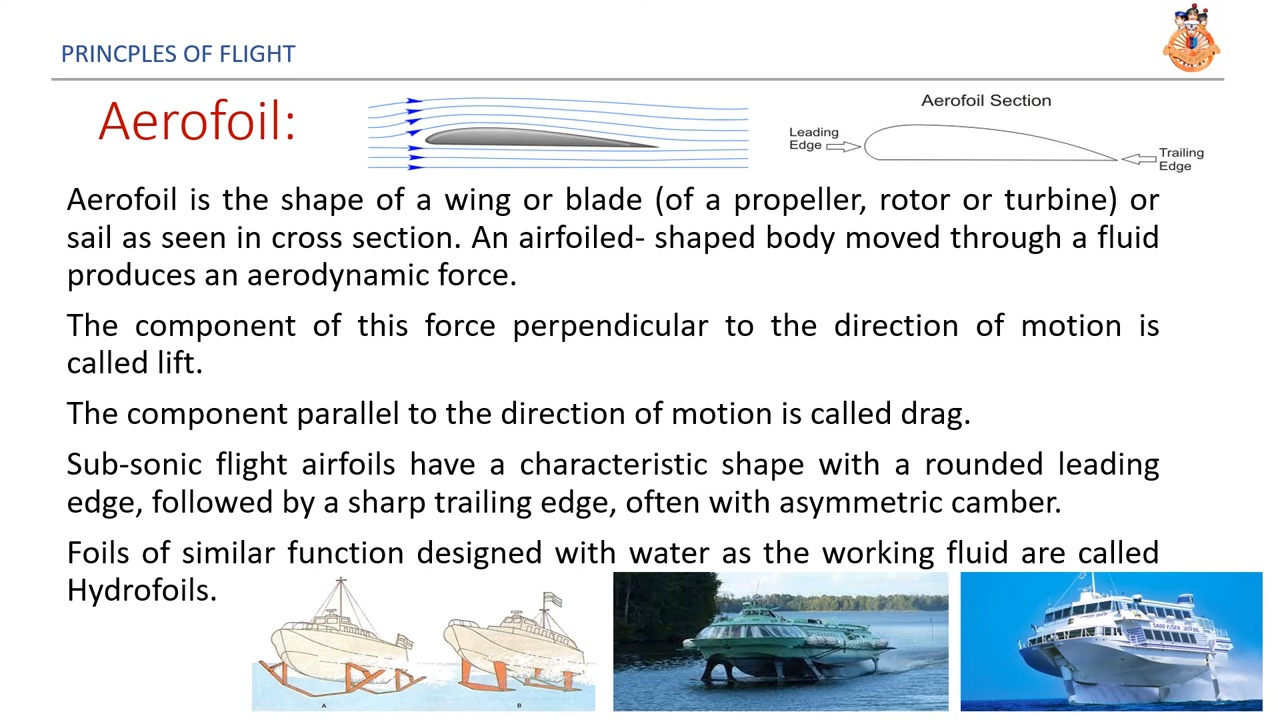 PRINCPLES OF FLIGHT
Aerofoil:
Aerofoil Section
Leading
Edge
Trailing
Edge
Aerofoil is the shape of a wing or blade (of a propeller, rotor or turbine) or
sail as seen in cross section. An airfoiled- shaped body moved through a fluid
produces an aerodynamic force.
The component of this force perpendicular to the direction of motion is
called lift.
The component parallel to the direction of motion is called drag.
Sub-sonic flight airfoils have a characteristic shape with a rounded leading
edge, followed by a sharp trailing edge, often with asymmetric camber.
Foils of similar function designed with water as the working fluid are called
Hydrofoils.
A
B